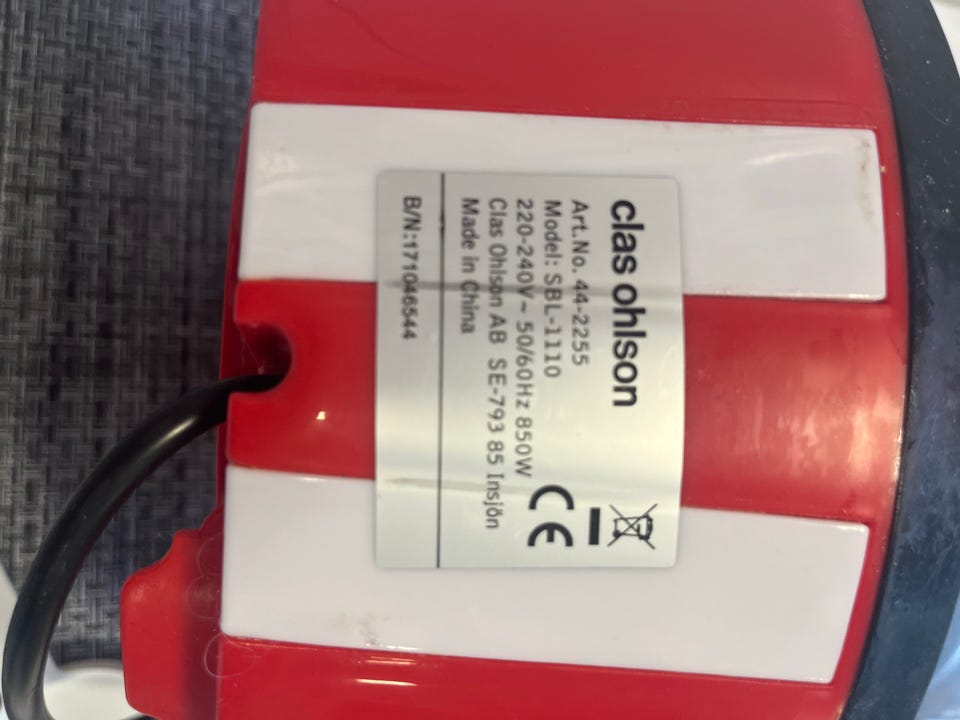 clas ohlson
Art.No. 44-2255
Model: SBL-1110
220-240V~ 50/60Hz 850W
Clas Ohlson AB SE-793 85 Insjön
Made in China
CE
B/N:171046544